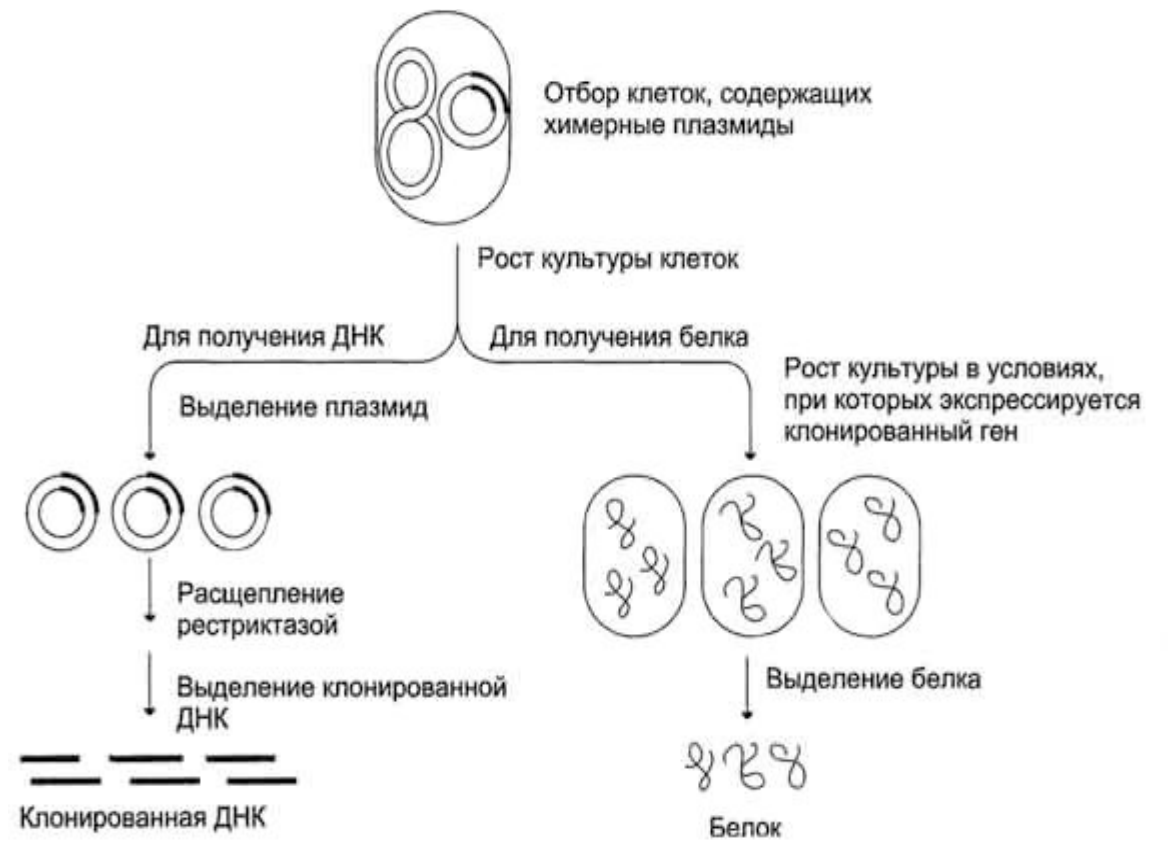 Отбор клеток, содержащих
химерные плазмиды
Рост культуры клеток
Для получения ДНК
Для получения белка
Выделение плазмид
Рост культуры в условиях,
при которых экспрессируется
клонированный ген
Расщепление
рестриктазой
Выделение клонированной
ДНК
Выделение белка
Клонированная ДНК
Белок